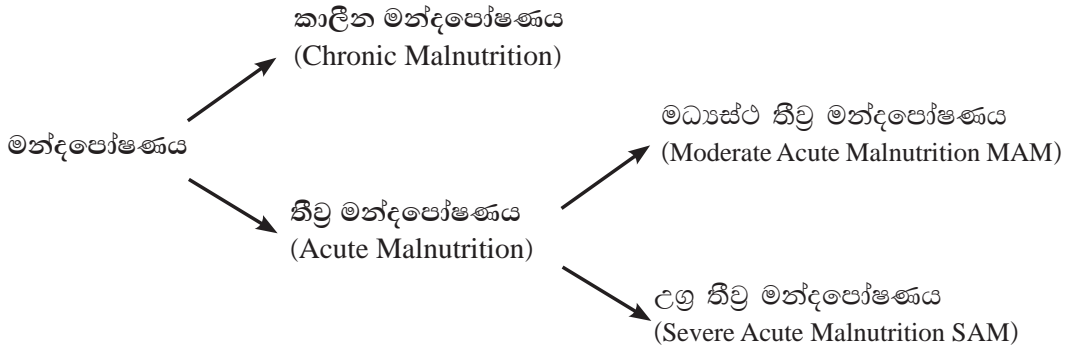 කාලීන මන්දපෝෂණය
(Chronic Malnutrition)
මන්දපෝෂණය
තීව්‍ර මන්දපෝෂණය
(Acute Malnutrition)
මධ්‍යස්ථ තීව්‍ර මන්දපෝෂණය
(Moderate Acute Malnutrition MAM)
උග්‍ර තීව්‍ර මන්දපෝෂණය
(Severe Acute Malnutrition SAM)